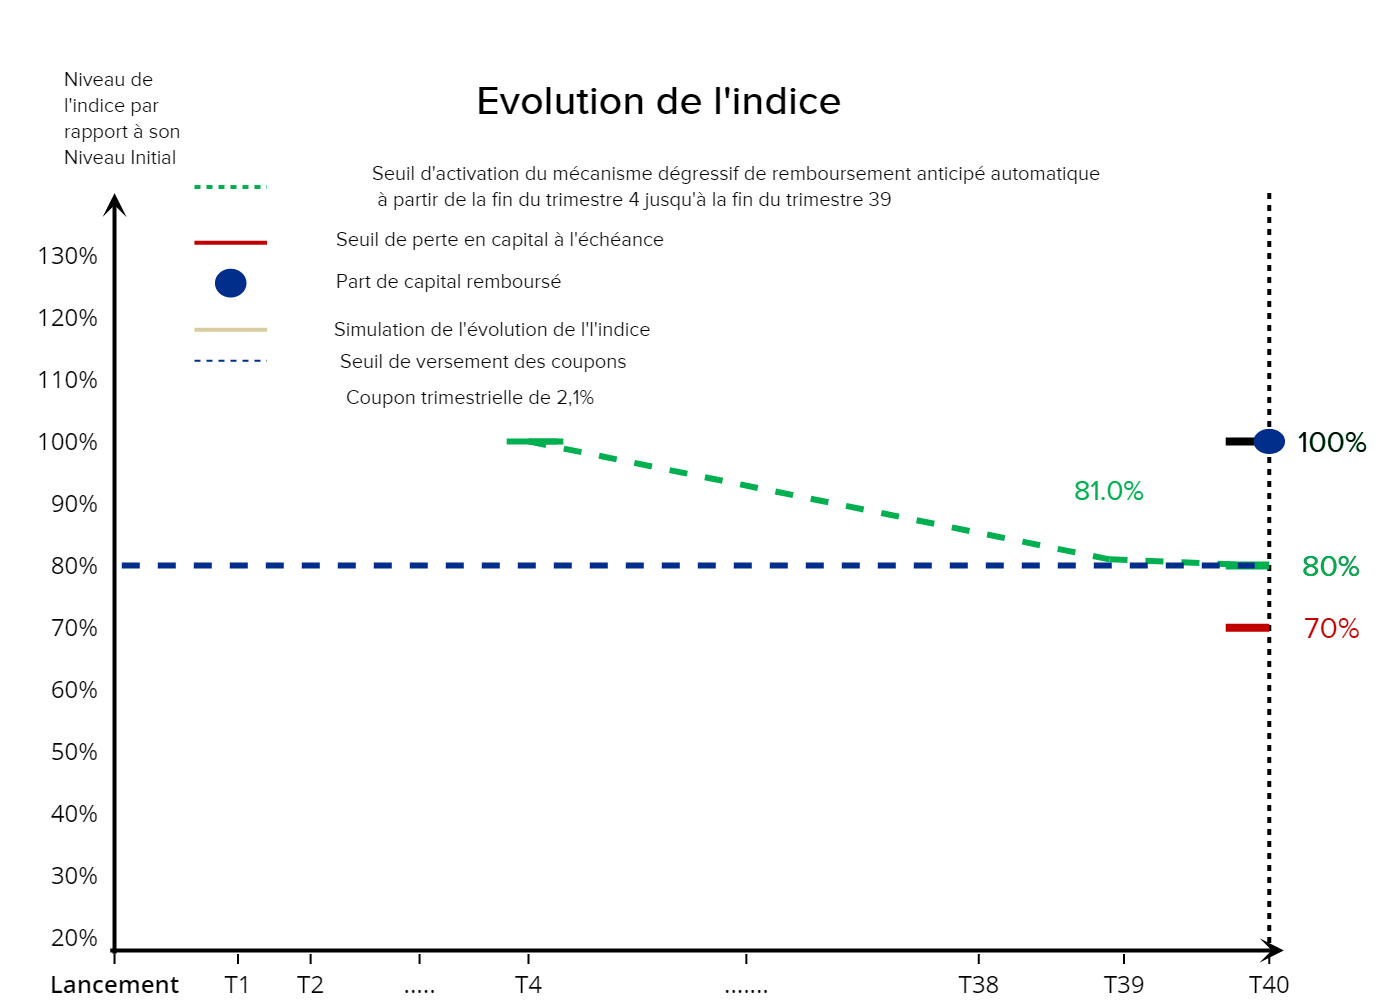 Niveau de
l'indice par
rapport à son
Niveau Initial
Evolution de l'indice
Seuil d'activation du mécanisme dégressif de remboursement anticipé automatique
à partir de la fin du trimestre 4 jusqu'à la fin du trimestre 39
Seuil de perte en capital à l'échéance
Part de capital remboursé
Simulation de l'évolution de l'l'indice
Seuil de versement des coupons
Coupon trimestrielle de 2,1%
130%
120%
110%
100%
90%
80%
70%
60%
50%
40%
30%
20%
100%
81.0%
80%
70%
Lancement T1 T2 ..... T4 ....... T38 T39 T40